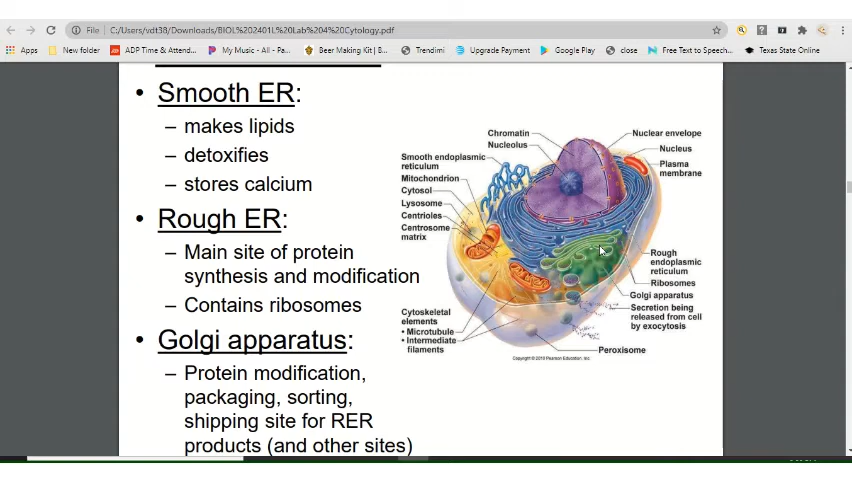 File | C:/Users/vdt38/Downloads/BIOL%202401L%20Lab%204%20Cytology.pdf
Apps New folder ADP Time & Attend... My Music - All - Pa... Beer Making Kit | B... Trendimi Upgrade Payment Google Play close Free Text to Speech... Texas State Online
• Smooth ER:
– makes lipids
– detoxifies
– stores calcium
• Rough ER:
– Main site of protein
synthesis and modification
– Contains ribosomes
• Golgi apparatus:
– Protein modification,
packaging, sorting,
shipping site for RER
products (and other sites)
Chromatin
Nucleolus
Smooth endoplasmic
reticulum
Mitochondrion
Cytosol
Lysosome
Centrioles
Centrosome
matrix
Cytoskeletal
elements
• Microtubule
• Intermediate
filaments
Nuclear envelope
Nucleus
Plasma
membrane
Rough
endoplasmic
reticulum
Ribosomes
Golgi apparatus
Secretion being
released from cell
by exocytosis
Peroxisome
Copyright © 2010 Pearson Education, Inc.